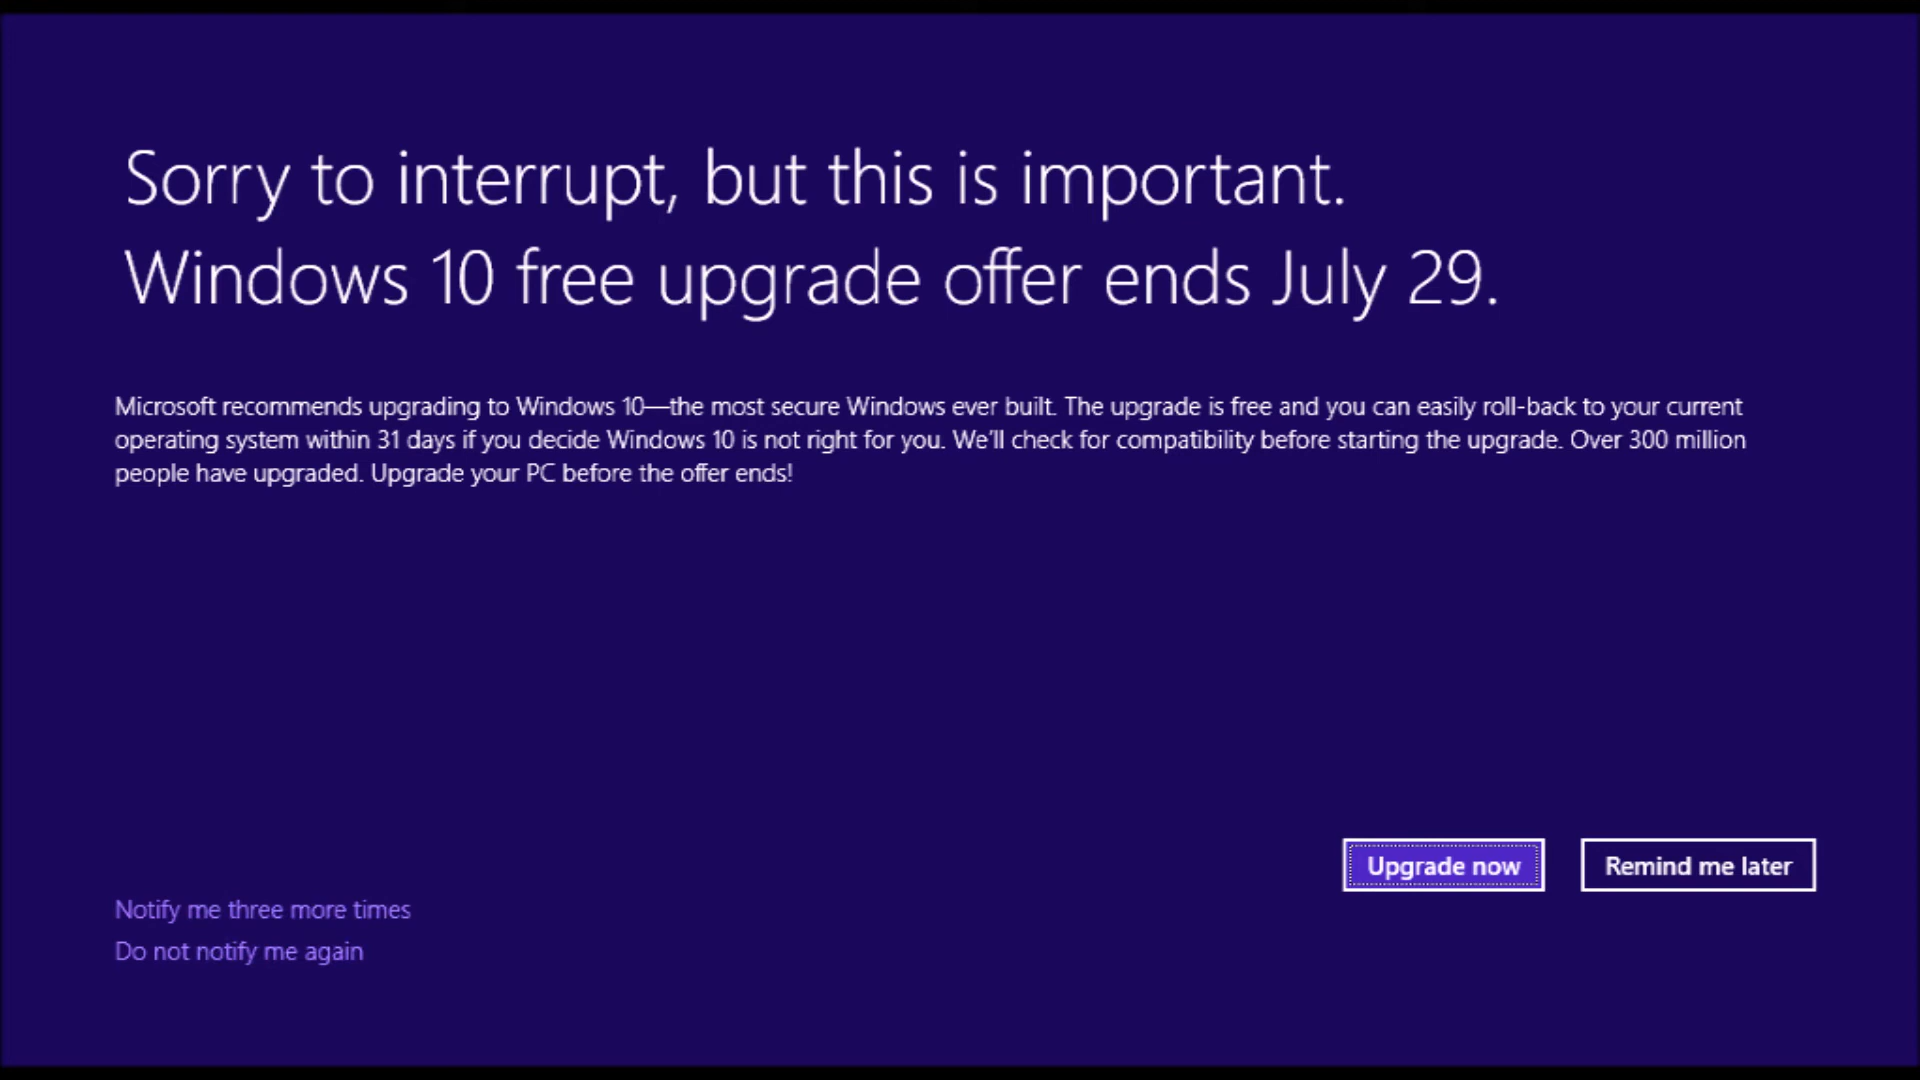 Sorry to interrupt, but this is important.
Windows 10 free upgrade offer ends July 29.
Microsoft recommends upgrading to Windows 10—the most secure Windows ever built. The upgrade is free and you can easily roll-back to your current
operating system within 31 days if you decide Windows 10 is not right for you. We'll check for compatibility before starting the upgrade. Over 300 million
people have upgraded. Upgrade your PC before the offer ends!
Upgrade now
Remind me later
Notify me three more times
Do not notify me again